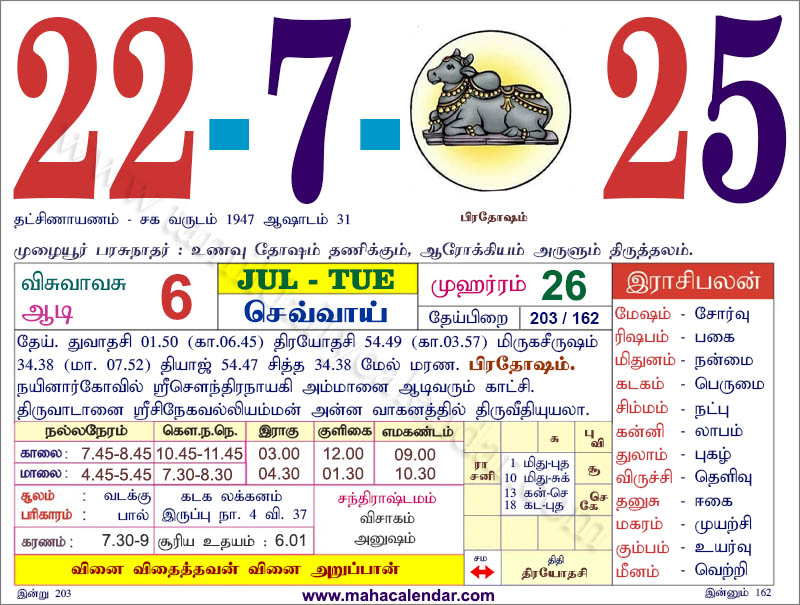 22-7- 25
தட்சிணாயணம் - சக வருடம் 1947 ஆஷாடம் 31
பிரதோஷம்
முழையூர் பரசுநாதர் : உணவு தோஷம் தணிக்கும், ஆரோக்கியம் அருளும் திருத்தலம்.
விசுவாவசு
ஆடி 6
JUL - TUE
செவ்வாய்
முஹர்ரம் 26
தேய்பிறை 203 / 162
தேய். துவாதசி 01.50 (கா.06.45) திரயோதசி 54.49 (கா.03.57) மிருகசீருஷம்
34.38 (மா. 07.52) தியாஜ் 54.47 சித்த 34.38 மேல் மரண. பிரதோஷம்.
நயினார்கோவில் ஸ்ரீசௌந்திரநாயகி அம்மானை ஆடிவரும் காட்சி.
திருவாடானை ஸ்ரீசிநேகவல்லியம்மன் அன்ன வாகனத்தில் திருவீதியுயலா.
இராசிபலன்
மேஷம் - சோர்வு
ரிஷபம் - பகை
மிதுனம் - நன்மை
கடகம் - பெருமை
சிம்மம் - நட்பு
கன்னி - லாபம்
துலாம் - புகழ்
விருச்சி - தெளிவு
தனுசு - ஈகை
மகரம் - முயற்சி
கும்பம் - உயர்வு
மீனம் - வெற்றி
நல்லநேரம் கௌ.ந.நெ. இராகு குளிகை எமகண்டம்
காலை: 7.45-8.45 10.45-11.45 03.00 12.00 09.00
மாலை: 4.45-5.45 7.30-8.30 04.30 01.30 10.30
சூலம் : வடக்கு
பரிகாரம் : பால்
கடக லக்கனம்
இருப்பு நா. 4 வி. 37
சந்திராஷ்டமம்
விசாகம்
அனுஷம்
கரணம்: 7.30-9 சூரிய உதயம் : 6.01
சு
பு
வி
ரா
சனி
1 மிது-புத
10 மிது-சுக்
13 கன்-செ
18 கட-புத
சூ
செ
கே
வினை விதைத்தவன் வினை அறுப்பான்
சம
திதி
திரயோதசி
இன்று 203
www.mahacalendar.com
இன்னும் 162